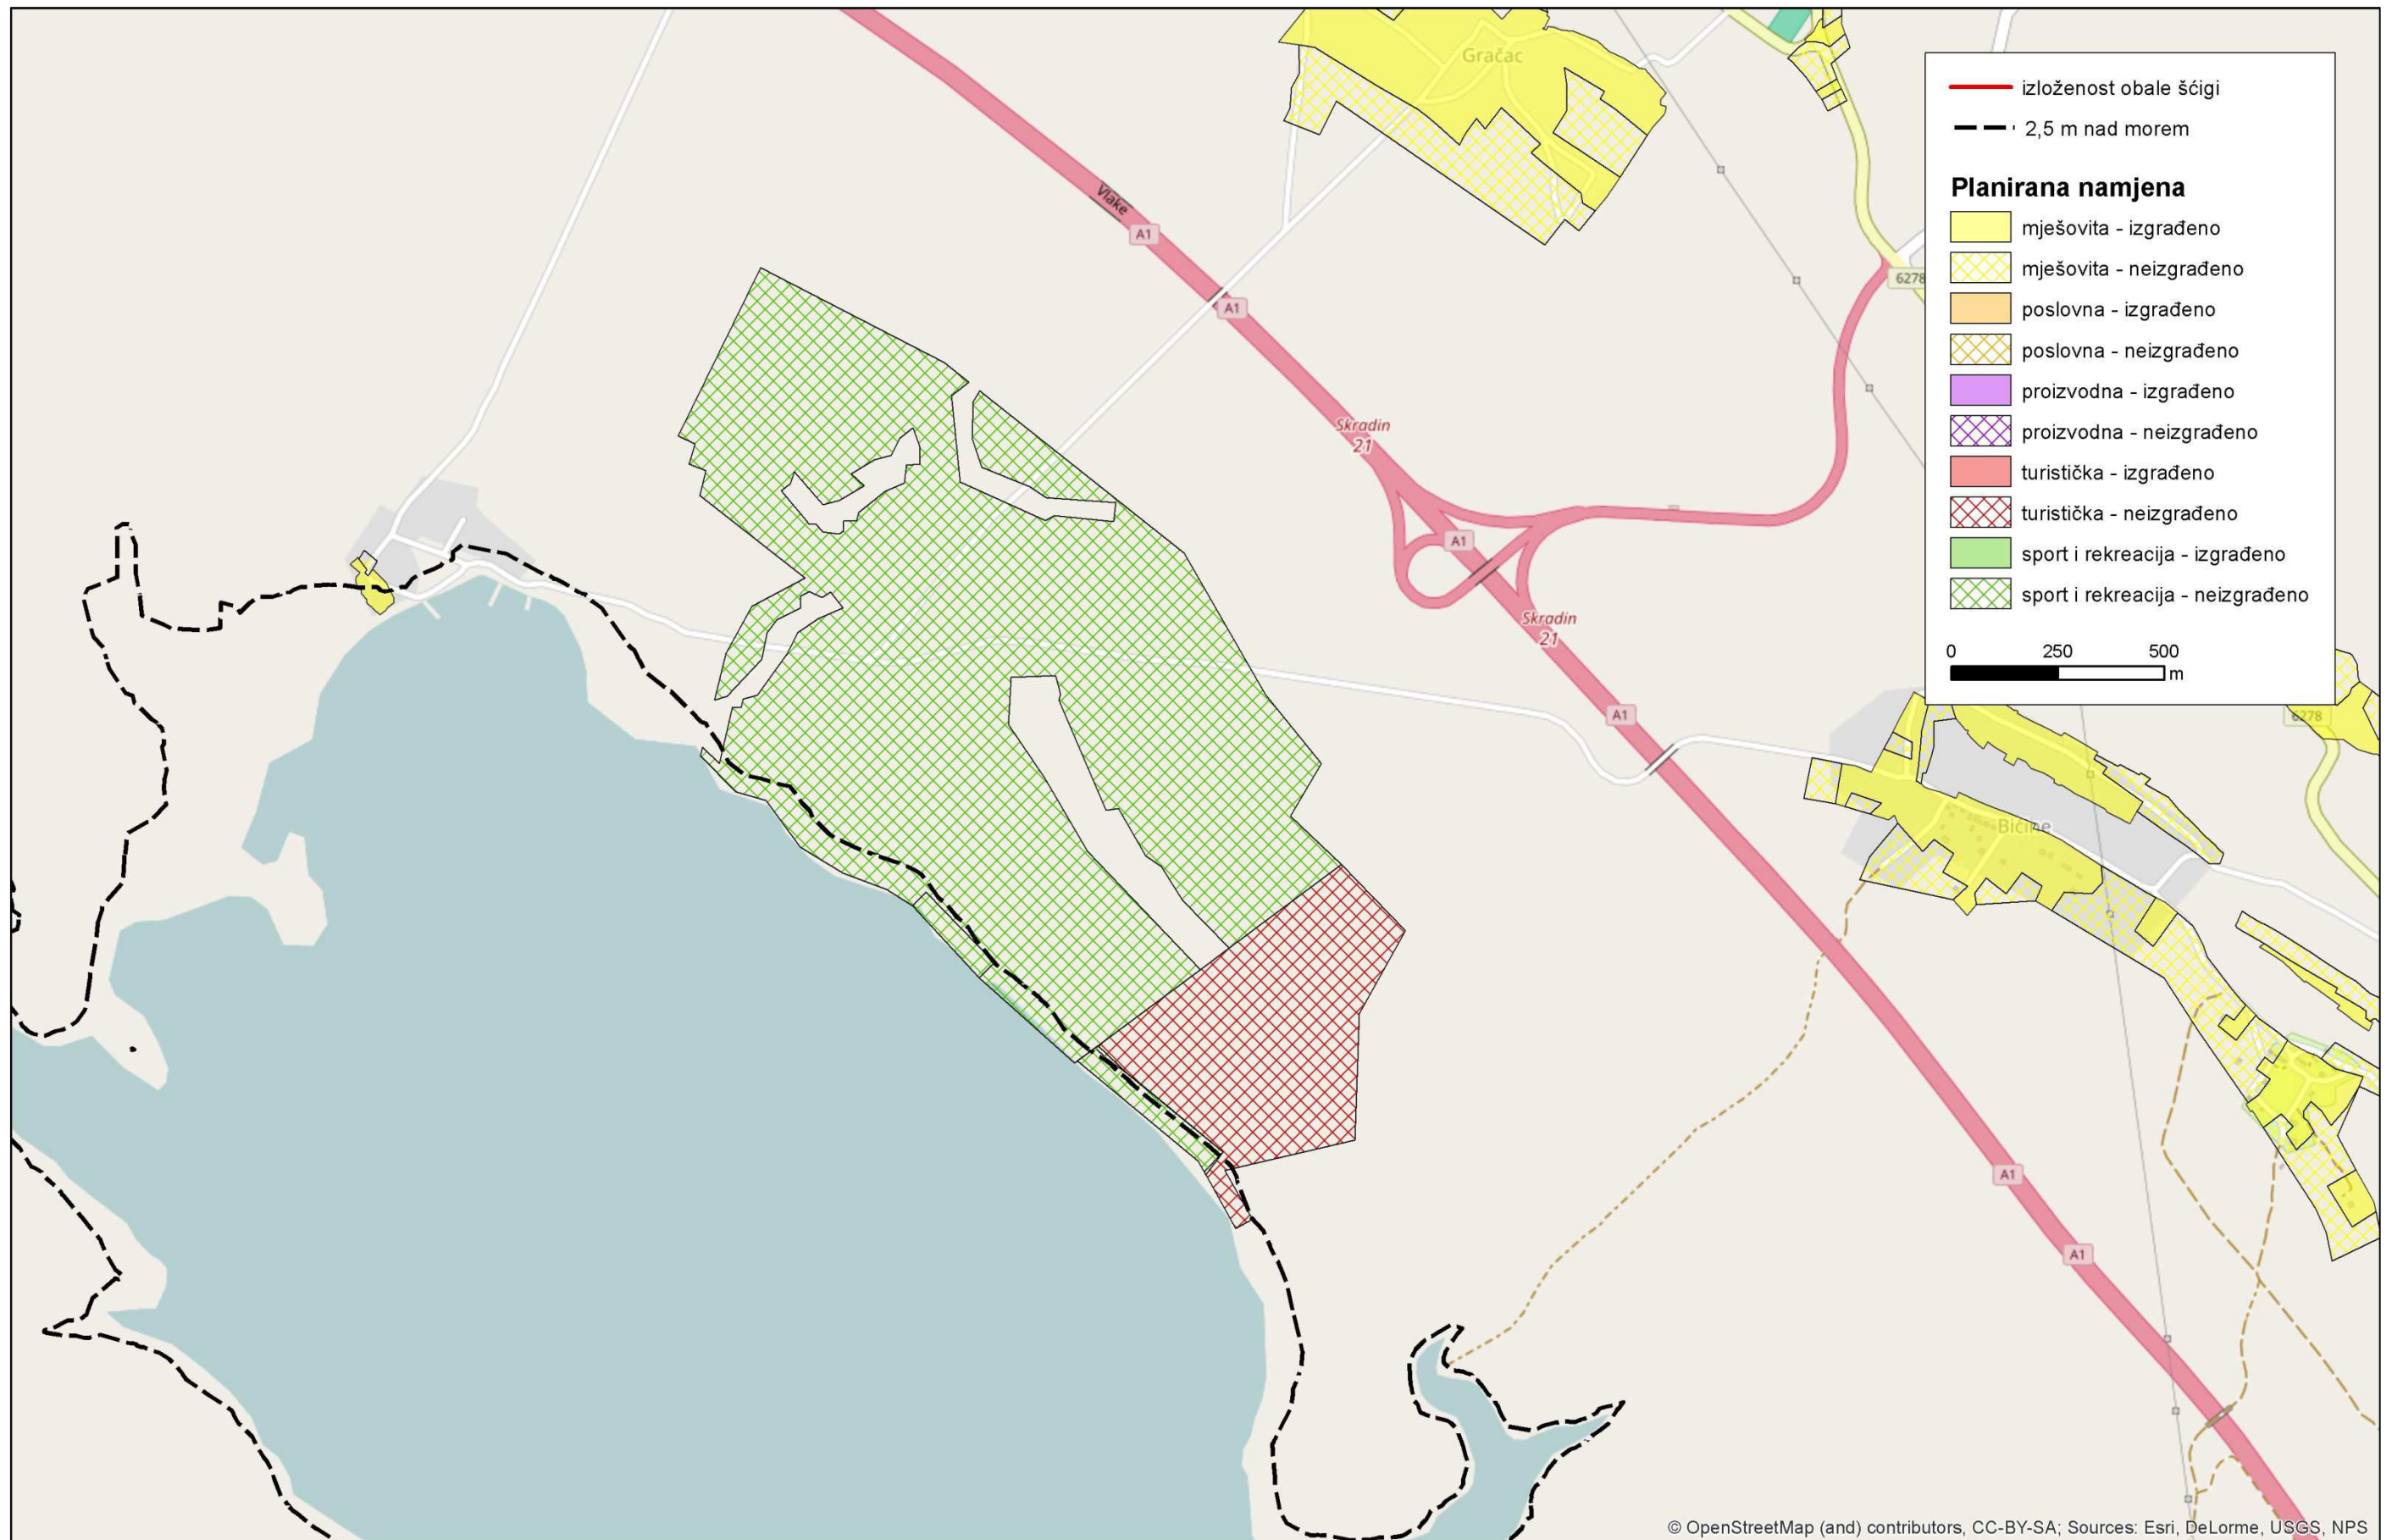 Gračac
Vlake
A1
A1
6278
Skradin
21
A1
Skradin
21
A1
6278
Bićine
A1
A1
izloženost obale šćigi
2,5 m nad morem
Planirana namjena
mješovita - izgrađeno
mješovita - neizgrađeno
poslovna - izgrađeno
poslovna - neizgrađeno
proizvodna - izgrađeno
proizvodna - neizgrađeno
turistička - izgrađeno
turistička - neizgrađeno
sport i rekreacija - izgrađeno
sport i rekreacija - neizgrađeno
0 250 500
m
© OpenStreetMap (and) contributors, CC-BY-SA; Sources: Esri, DeLorme, USGS, NPS